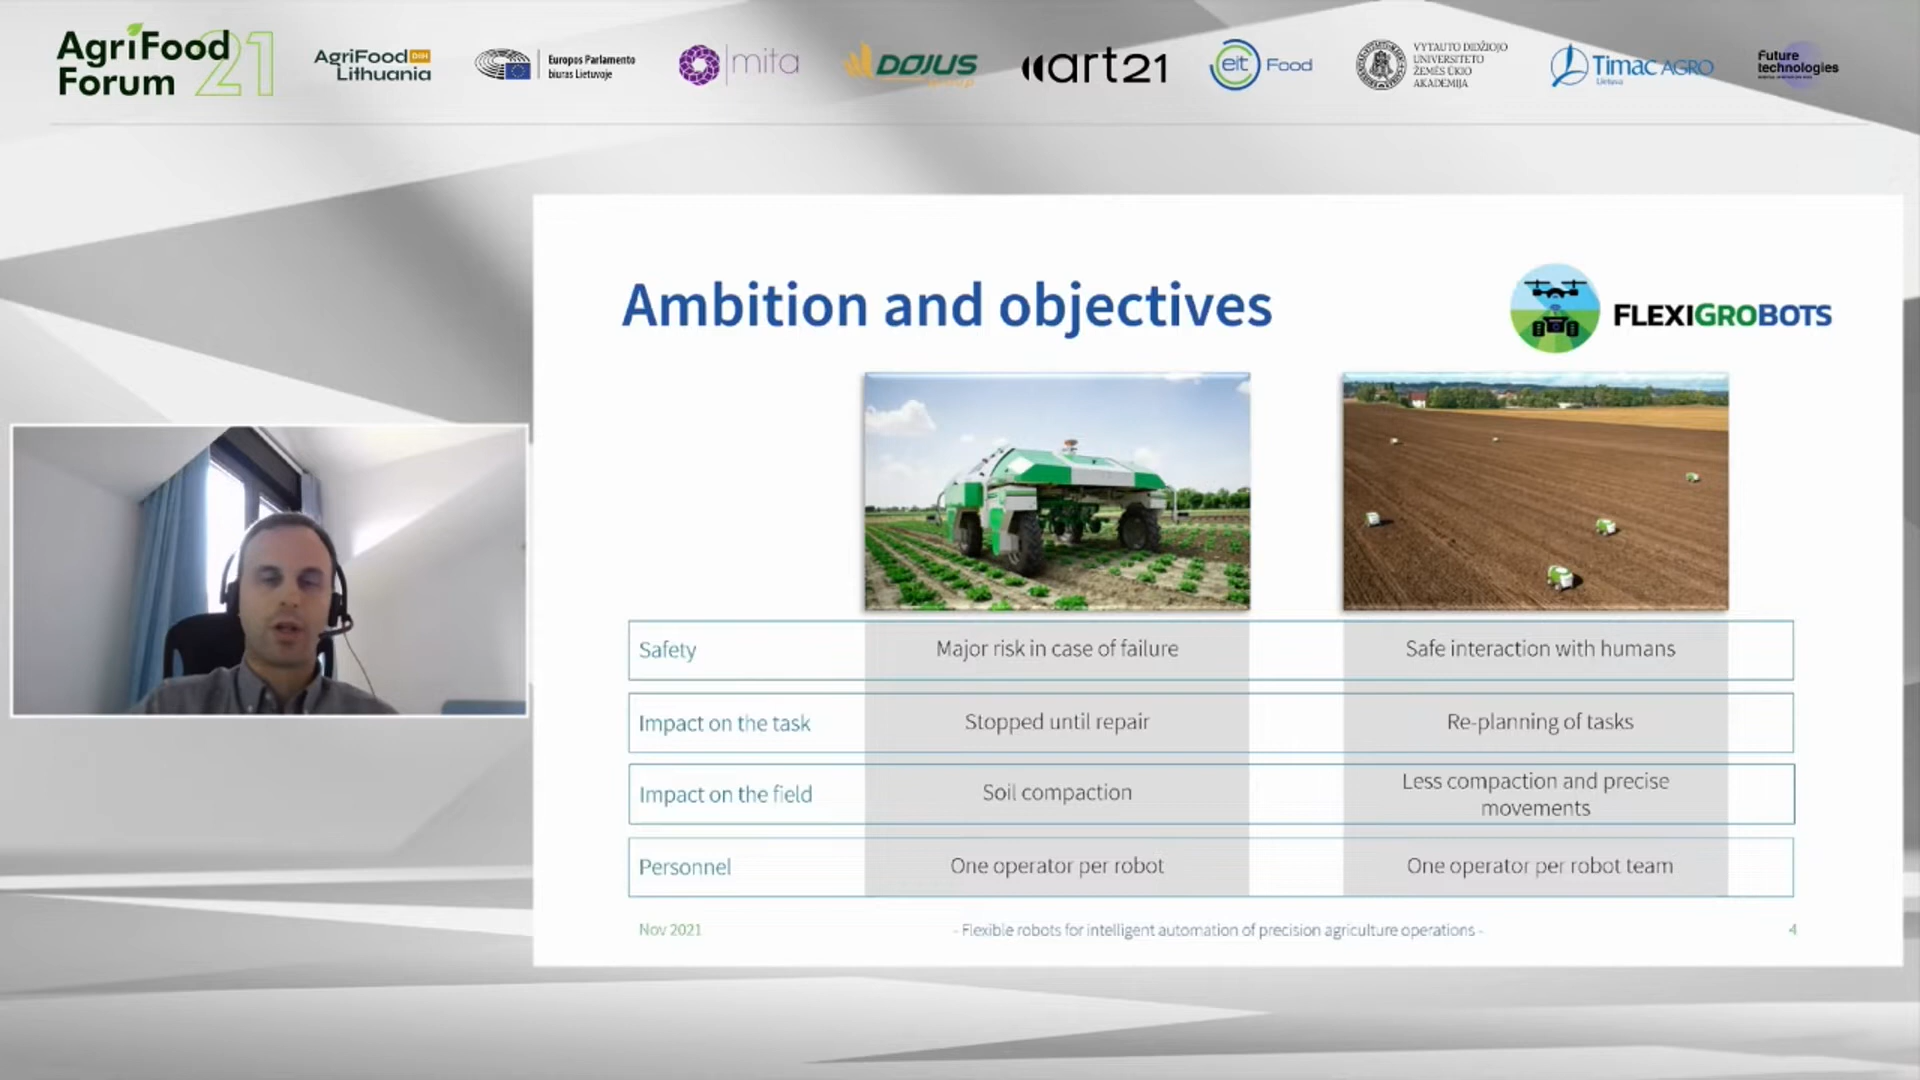 AgriFood
Forum 21
AgriFood DIH
Lithuania
Europos Parlamento
biuras Lietuvoje
mita
DOJUS
group
art21
eit Food
VYTAUTO DIDŽIOJO
UNIVERSITETO
ŽEMĖS ŪKIO
AKADEMIJA
Timac AGRO
Lietuva
Future
technologies
Ambition and objectives
FLEXIGROBOTS
Safety
Major risk in case of failure
Safe interaction with humans
Impact on the task
Stopped until repair
Re-planning of tasks
Impact on the field
Soil compaction
Less compaction and precise
movements
Personnel
One operator per robot
One operator per robot team
Nov 2021
- Flexible robots for intelligent automation of precision agriculture operations -
4